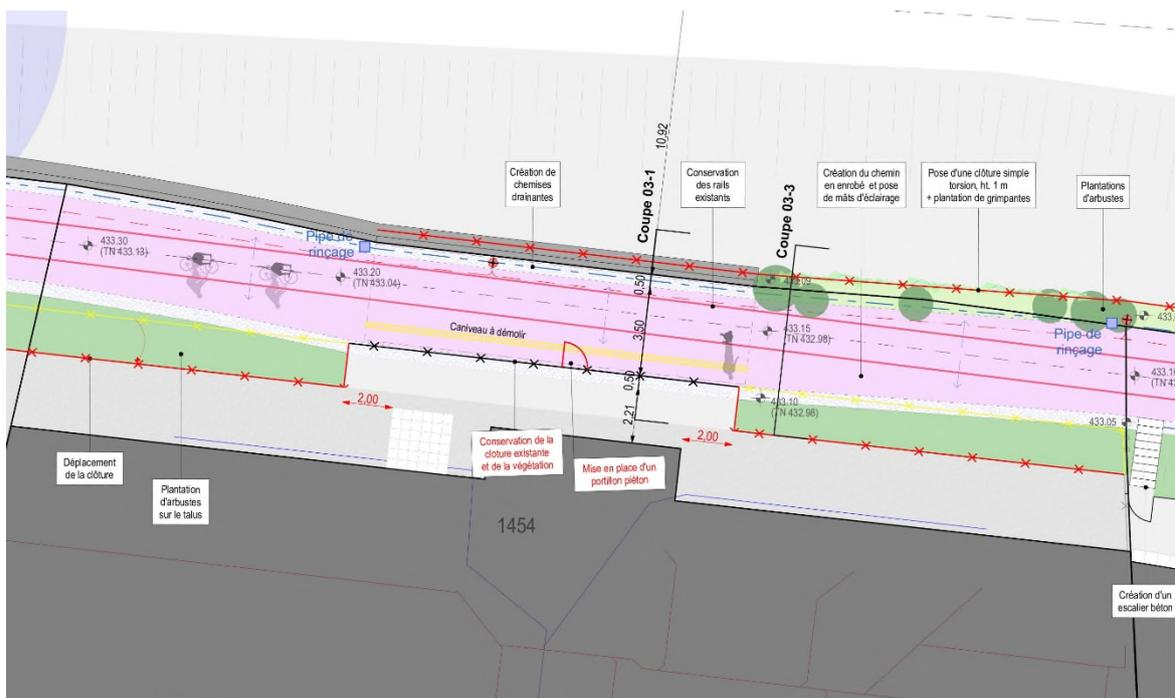 10,92
Coupe 03-1
Coupe 03-3
Création de
chemises
drainantes
Conservation
des rails
existants
Création du chemin
en enrobé et pose
de mâts d'éclairage
Pose d'une clôture simple
torsion, ht. 1 m
+ plantation de grimpantes
Plantations
d'arbustes
433.30
(TN 433.13)
Pipe de
rinçage
433.20
(TN 433.04)
0,50
3,50
0,50
2,21
433.15
(TN 432.98)
Pipe de
rinçage
433.10
(TN 432.98)
433.05
Caniveau à démolir
2,00
2,00
Déplacement
de la clôture
Plantation
d'arbustes
sur le talus
Conservation de la
cloture existante
et de la végétation
Mise en place d'un
portillon piéton
1454
Création d'un
escalier béton